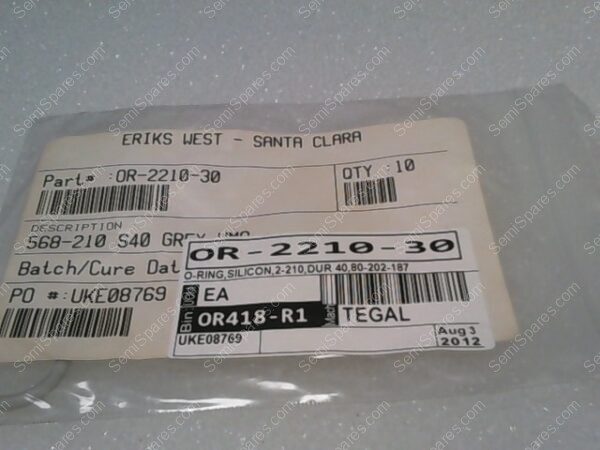 ERIKS WEST - SANTA CLARA
Part# :OR-2210-30
QTY :10
DESCRIPTION
568-210 S40 GREY
Batch/Cure Dat
PO #:UKE08769
OR-2210-30
O-RING,SILICON,2-210,DUR 40,80-202-187
UOM EA
Bin OR418-R1
TEGAL
UKE08769
Aug 3
2012
SemiSpares.com